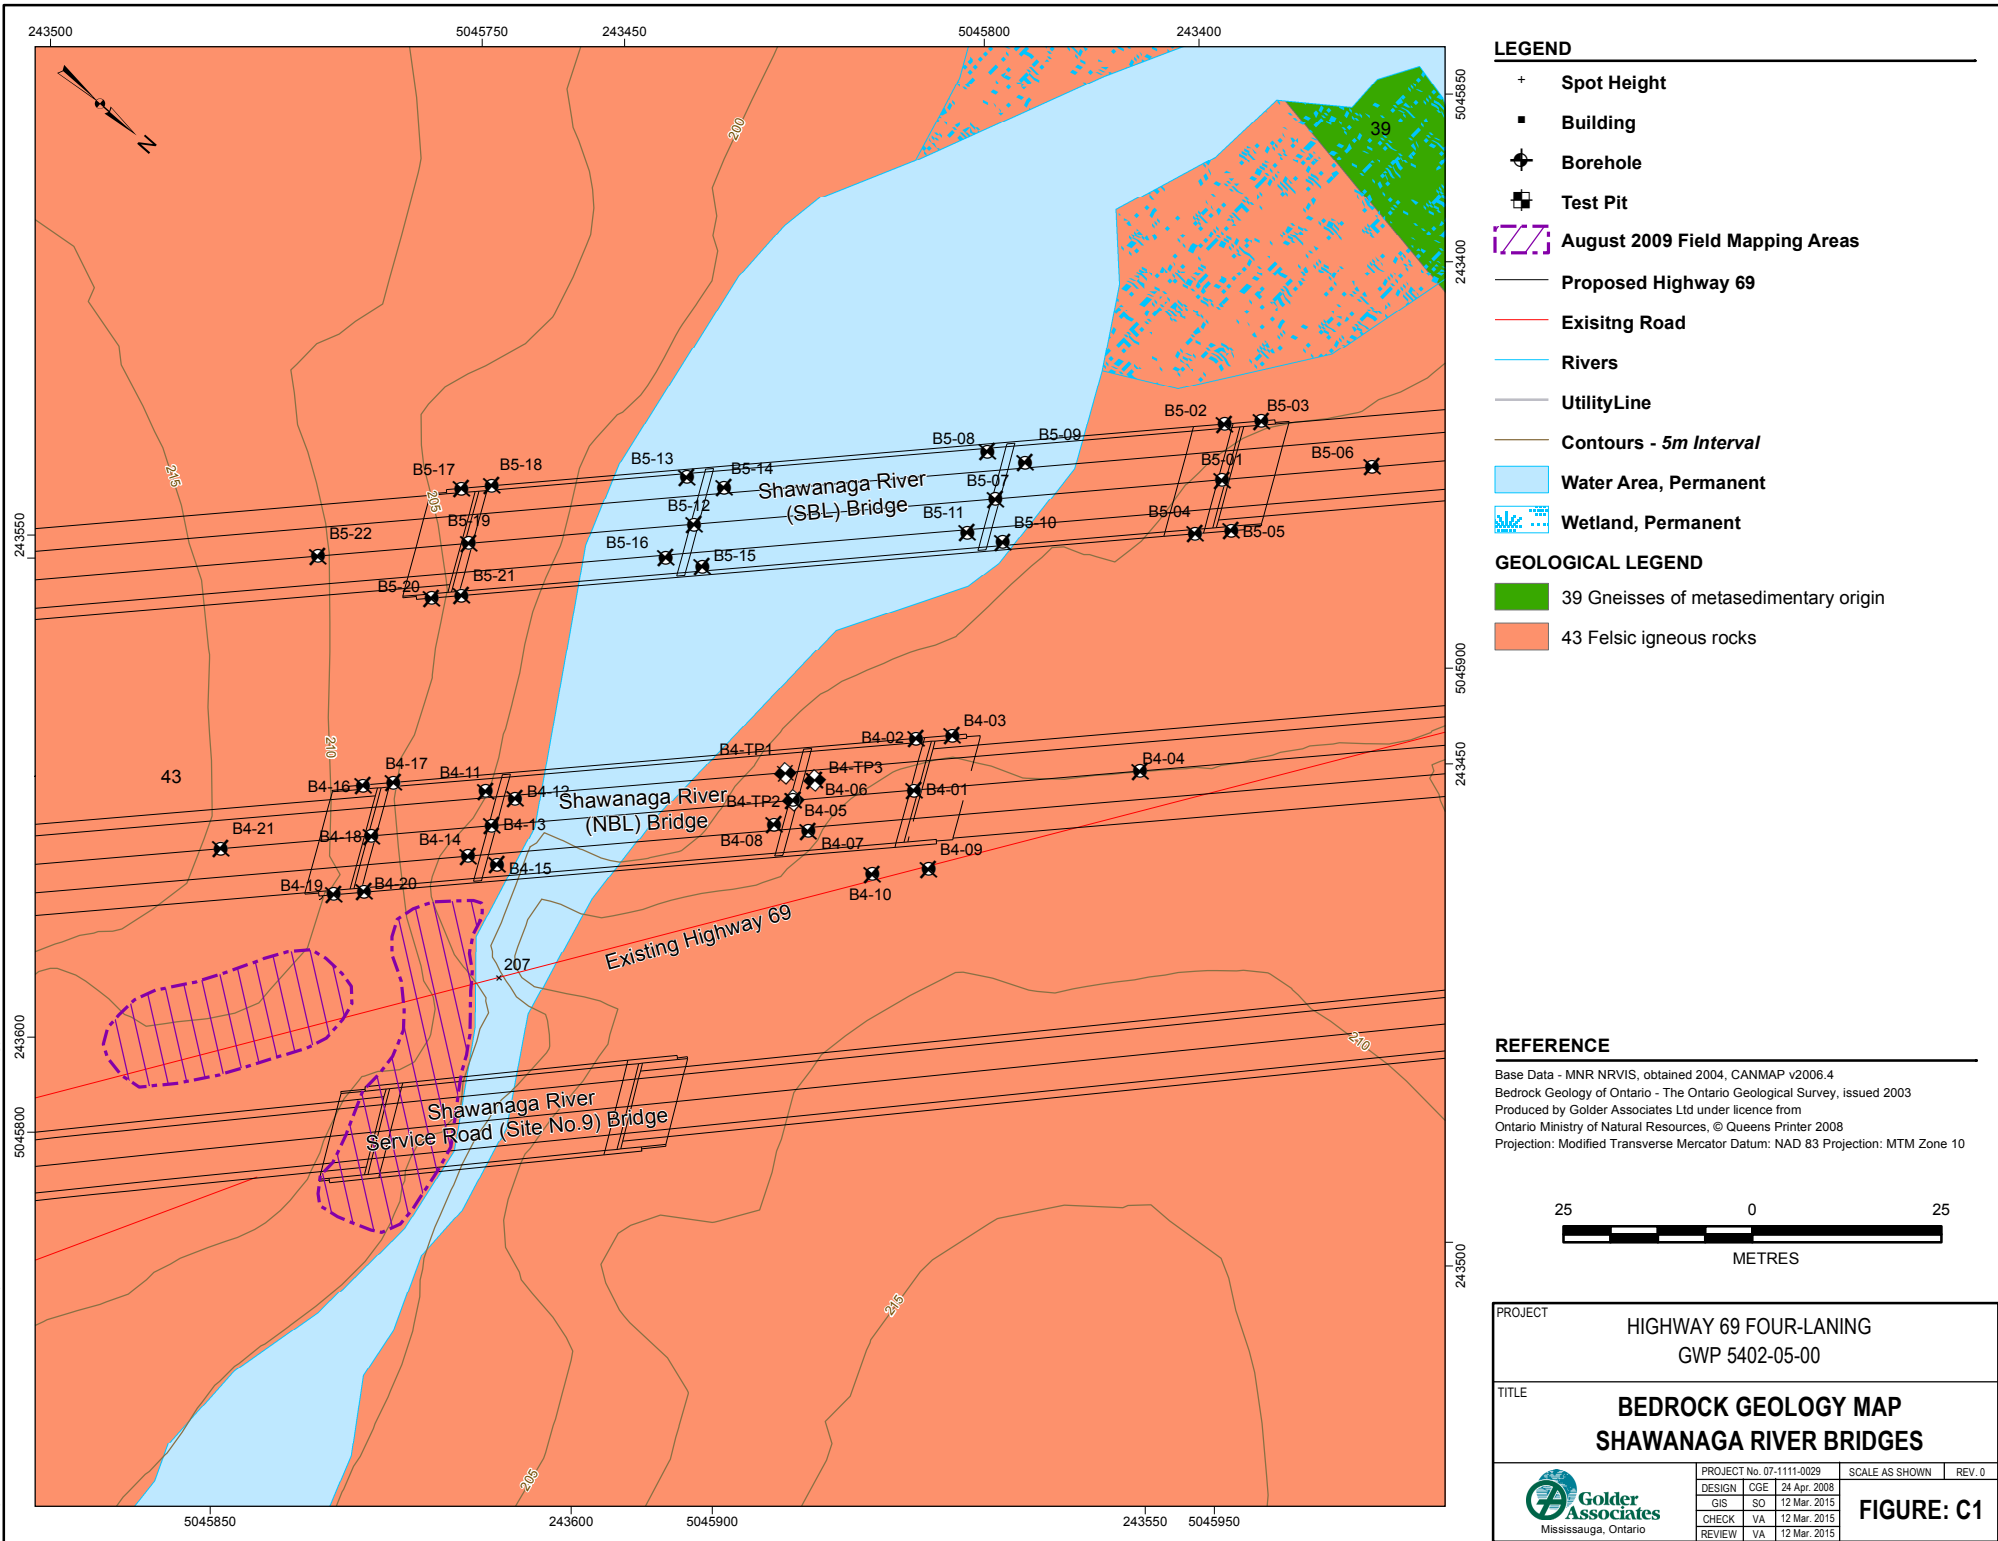 243500
5045750
243450
5045800
243400
5045850
243400
5045900
243450
243500
243550
243600
5045800
5045850
243600
5045900
243550
5045950
N
200
215
205
210
210
215
205
39
43
B5-02
B5-03
B5-01
B5-06
B5-04
B5-05
B5-08
B5-09
B5-07
B5-11
B5-10
B5-13
B5-14
B5-12
B5-16
B5-15
B5-17
B5-18
B5-19
B5-22
B5-20
B5-21
Shawanaga River
(SBL) Bridge
B4-TP1
B4-02
B4-03
B4-TP3
B4-04
B4-06
B4-01
B4-TP2
B4-05
B4-08
B4-07
B4-09
B4-10
B4-16
B4-17
B4-11
B4-12
B4-13
B4-14
B4-15
B4-18
B4-21
B4-19
B4-20
Shawanaga River
(NBL) Bridge
Existing Highway 69
207
Shawanaga River
Service Road (Site No.9) Bridge
LEGEND
Spot Height
Building
Borehole
Test Pit
August 2009 Field Mapping Areas
Proposed Highway 69
Exisitng Road
Rivers
UtilityLine
Contours - 5m Interval
Water Area, Permanent
Wetland, Permanent
GEOLOGICAL LEGEND
39 Gneisses of metasedimentary origin
43 Felsic igneous rocks
REFERENCE
Base Data - MNR NRVIS, obtained 2004, CANMAP v2006.4
Bedrock Geology of Ontario - The Ontario Geological Survey, issued 2003
Produced by Golder Associates Ltd under licence from
Ontario Ministry of Natural Resources, © Queens Printer 2008
Projection: Modified Transverse Mercator Datum: NAD 83 Projection: MTM Zone 10
25 0 25
METRES
PROJECT
HIGHWAY 69 FOUR-LANING
GWP 5402-05-00
TITLE
BEDROCK GEOLOGY MAP
SHAWANAGA RIVER BRIDGES
Golder
Associates
Mississauga, Ontario
PROJECT No. 07-1111-0029 SCALE AS SHOWN REV. 0
DESIGN CGE 24 Apr. 2008
GIS SO 12 Mar. 2015
CHECK VA 12 Mar. 2015
REVIEW VA 12 Mar. 2015
FIGURE: C1